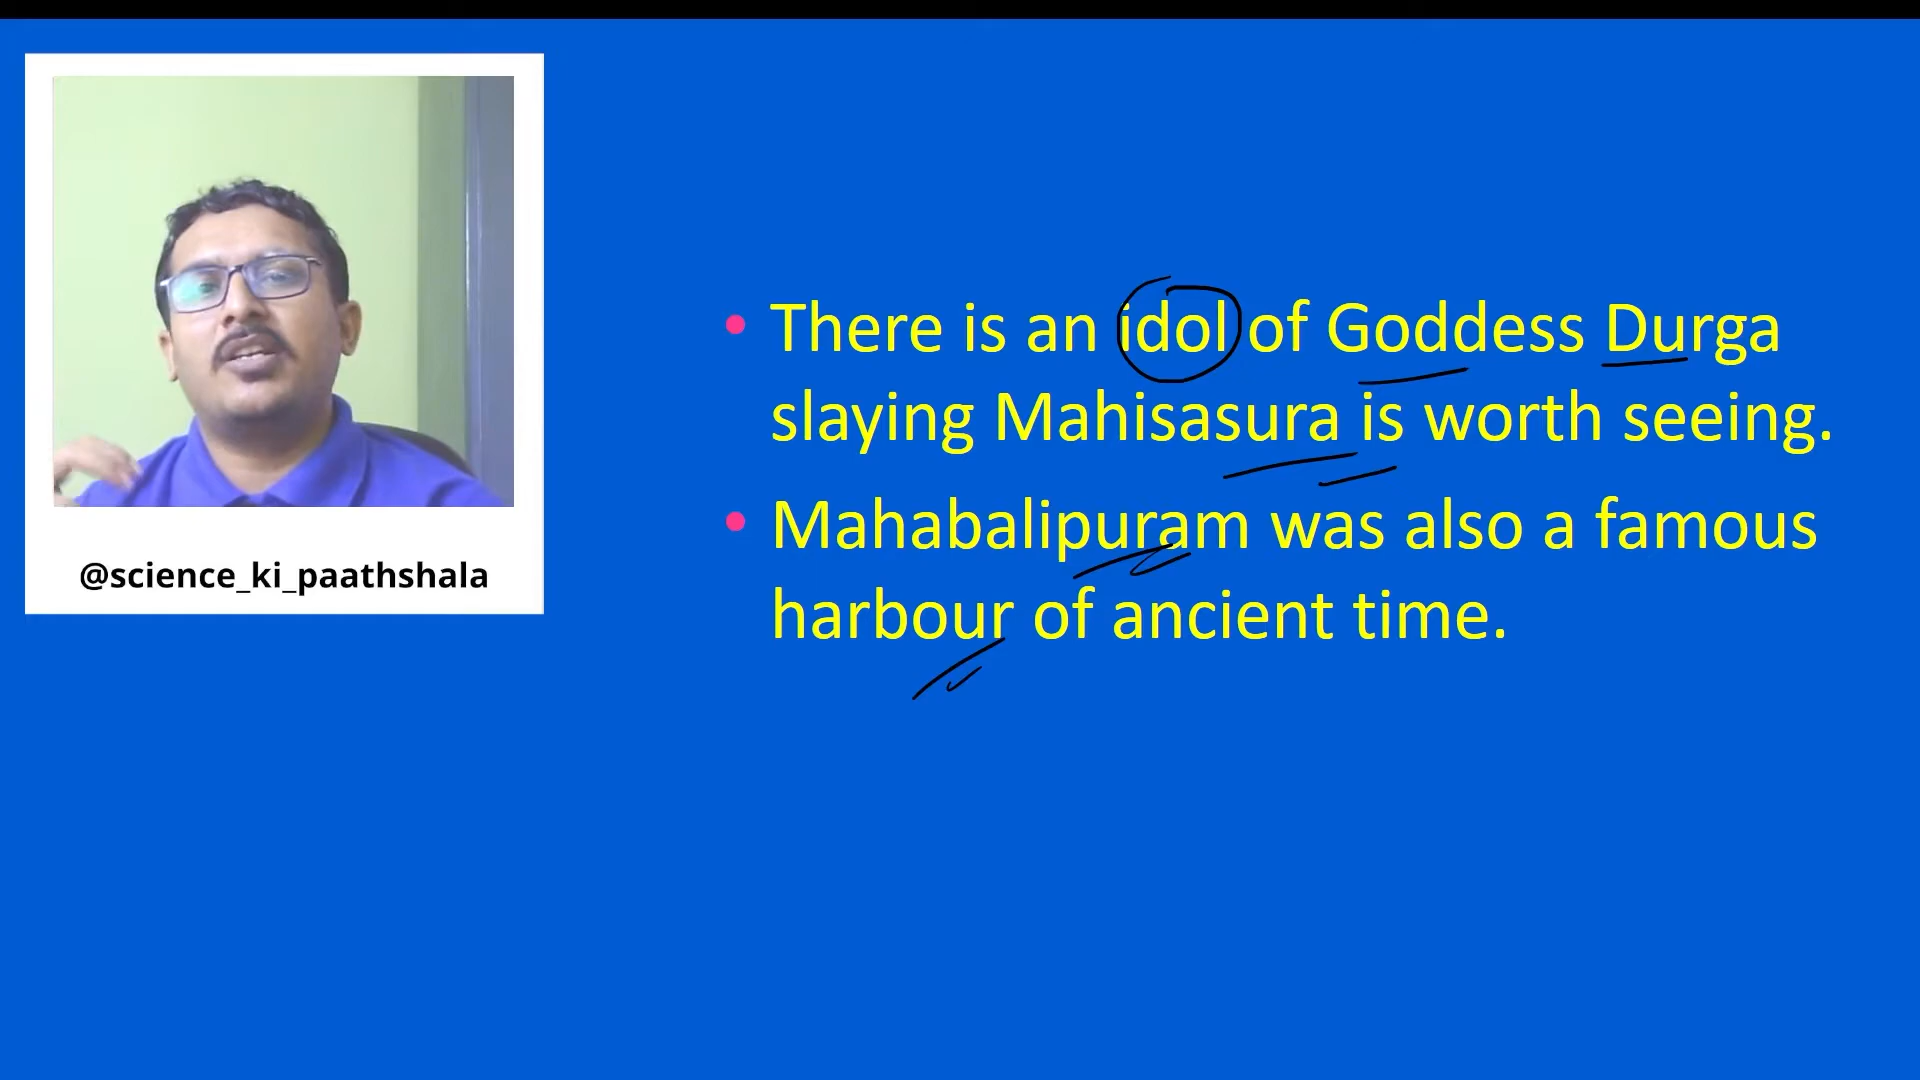 @science_ki_paathshala
• There is an idol of Goddess Durga
slaying Mahisasura is worth seeing.
• Mahabalipuram was also a famous
harbour of ancient time.